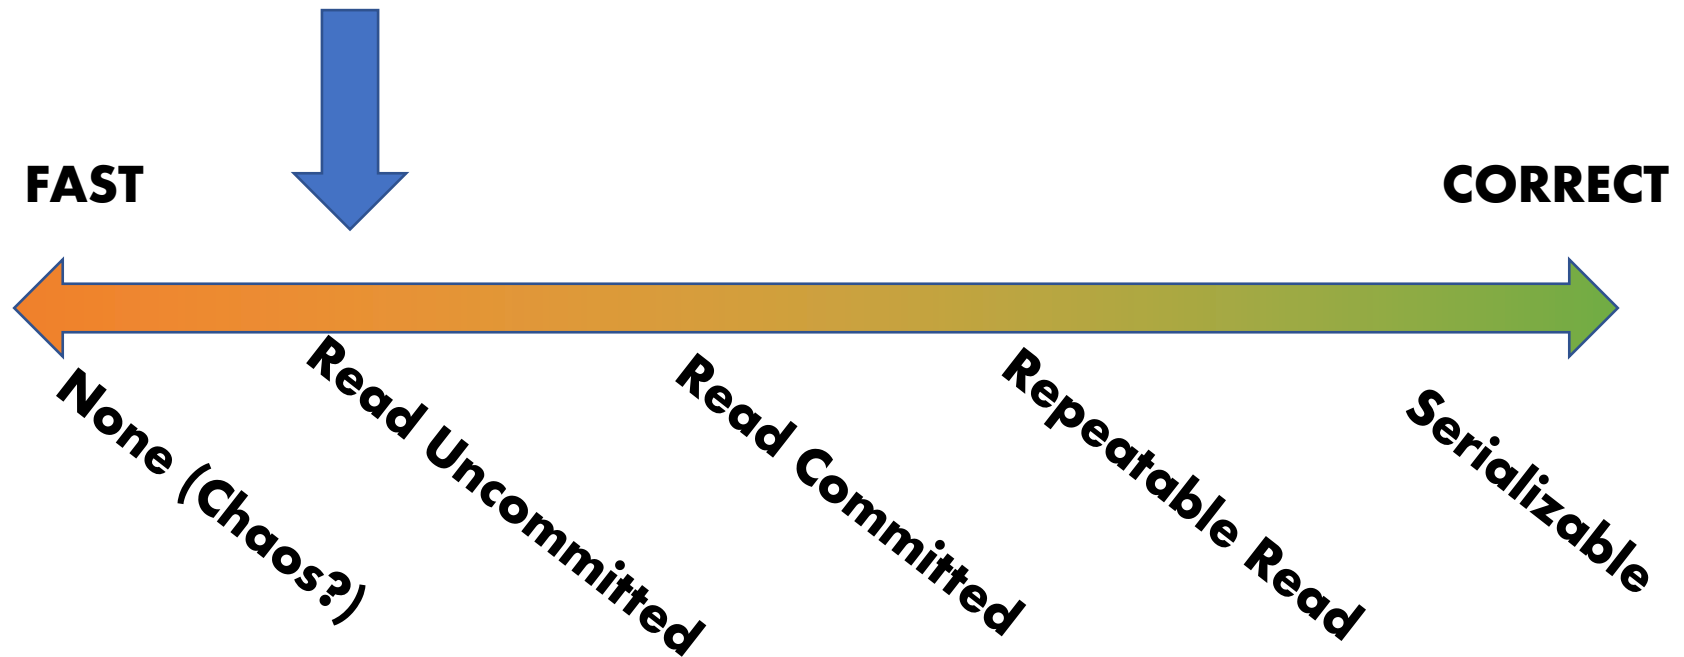 FAST
CORRECT
None (Chaos?)
Read Uncommitted
Read Committed
Repeatable Read
Serializable